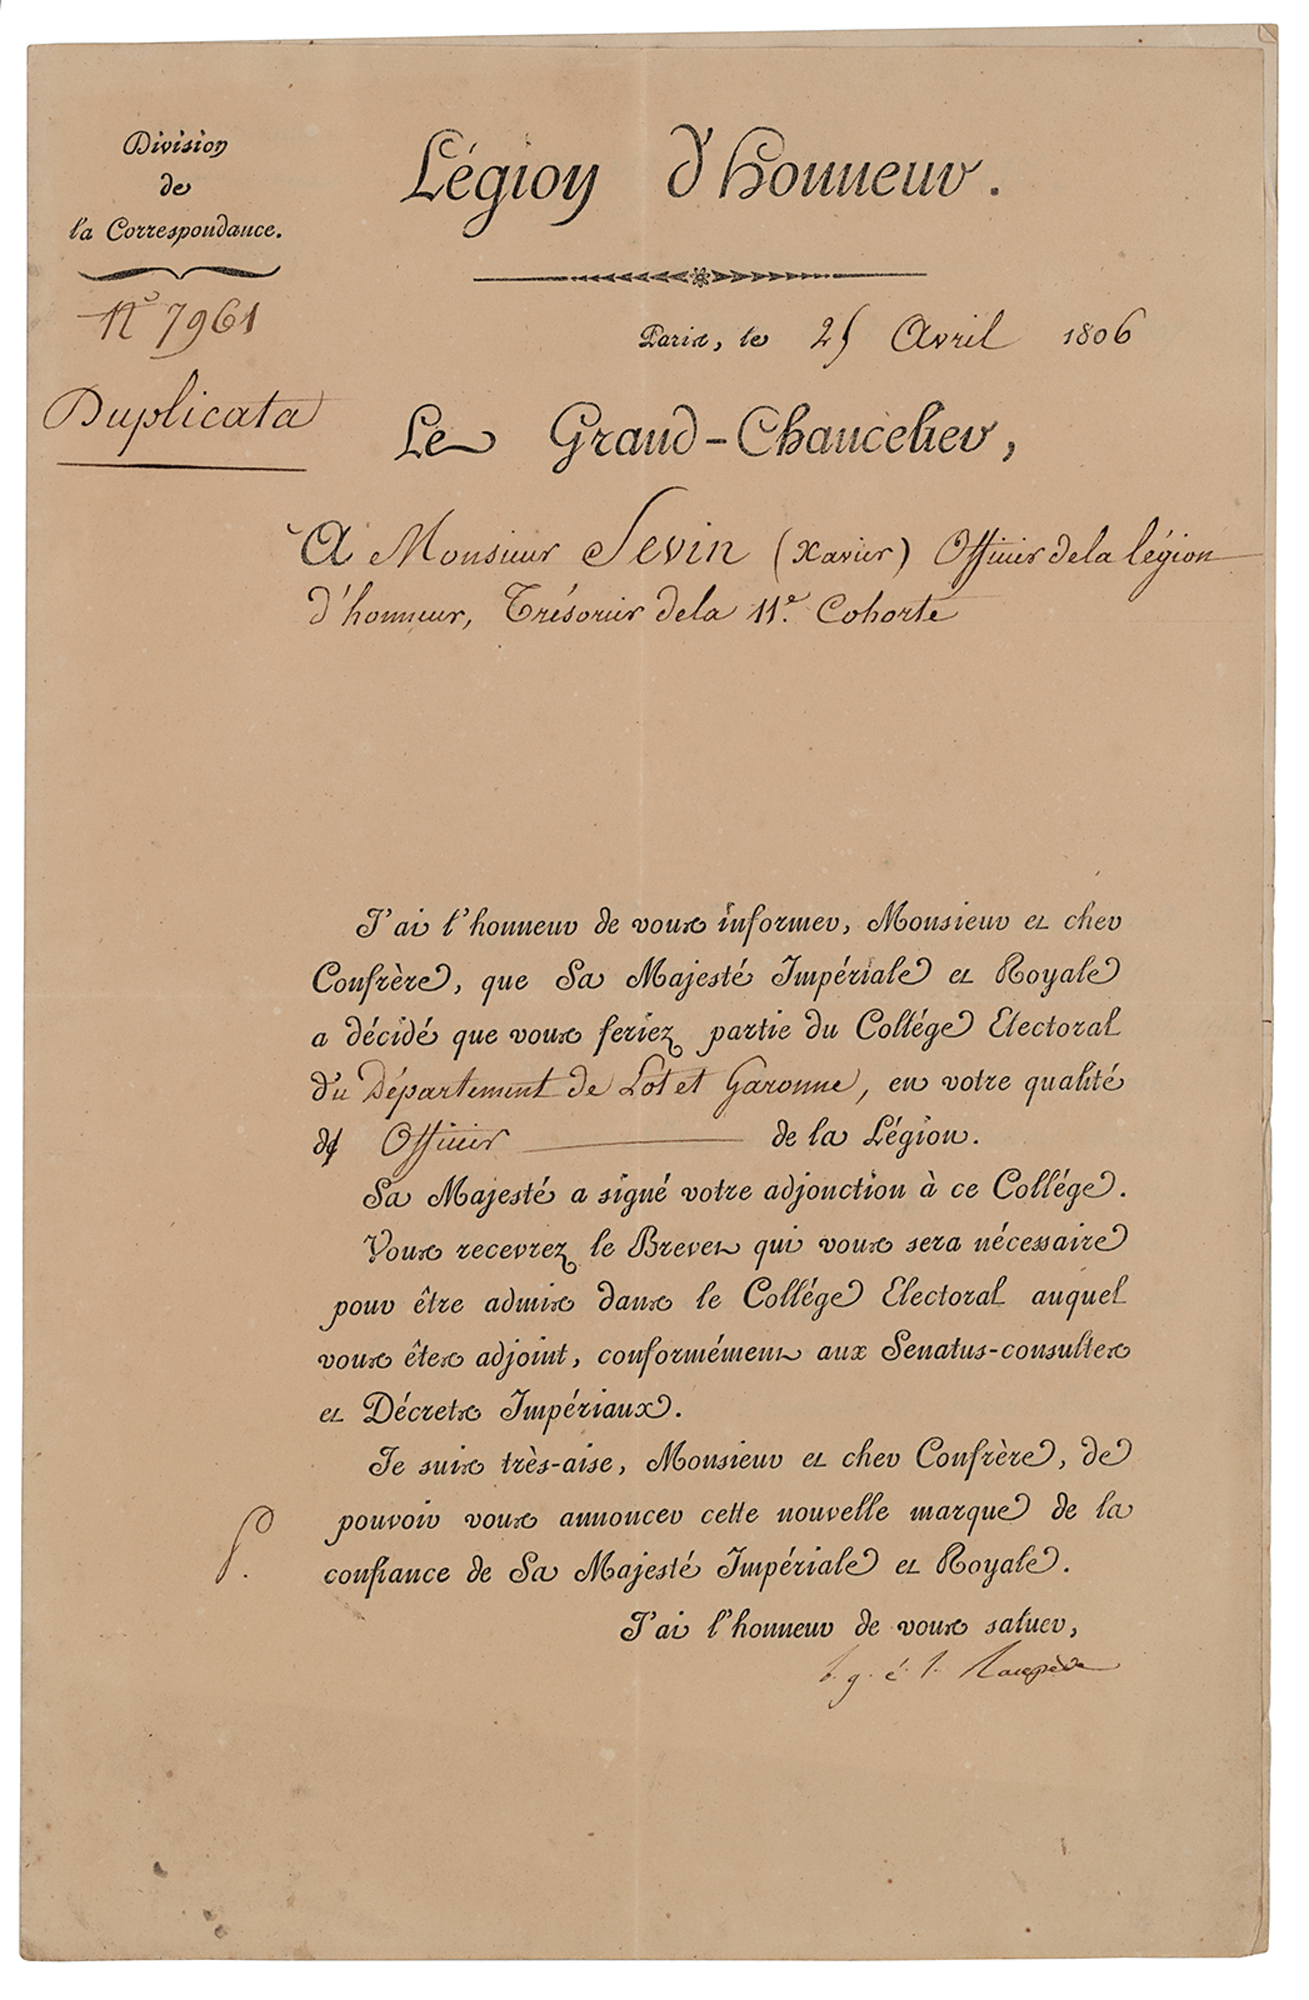 Division
de
la Correspondance.
N.° 7961
Duplicata
Légion d'honneur.
Paris, le 25 Avril 1806
Le Grand-Chancelier,
A Monsieur Sevin (Xavier) Officier de la légion
d'honneur, Trésorier de la 11.e Cohorte
J'ai l'honneur de vous informer, Monsieur et cher
Confrère, que Sa Majesté Impériale et Royale
a décidé que vous feriez partie du Collége Electoral
du Département de Lot et Garonne, en votre qualité
d' Officier de la Légion.
Sa Majesté a signé votre adjonction à ce Collége.
Vous recevrez le Brevet qui vous sera nécessaire
pour être admis dans le Collége Electoral auquel
vous êtes adjoint, conformément aux Senatus-consultes
et Décrets Impériaux.
Je suis très-aise, Monsieur et cher Confrère, de
pouvoir vous annoncer cette nouvelle marque de la
confiance de Sa Majesté Impériale et Royale.
J'ai l'honneur de vous saluer,
b. g. é. l. Lacepède